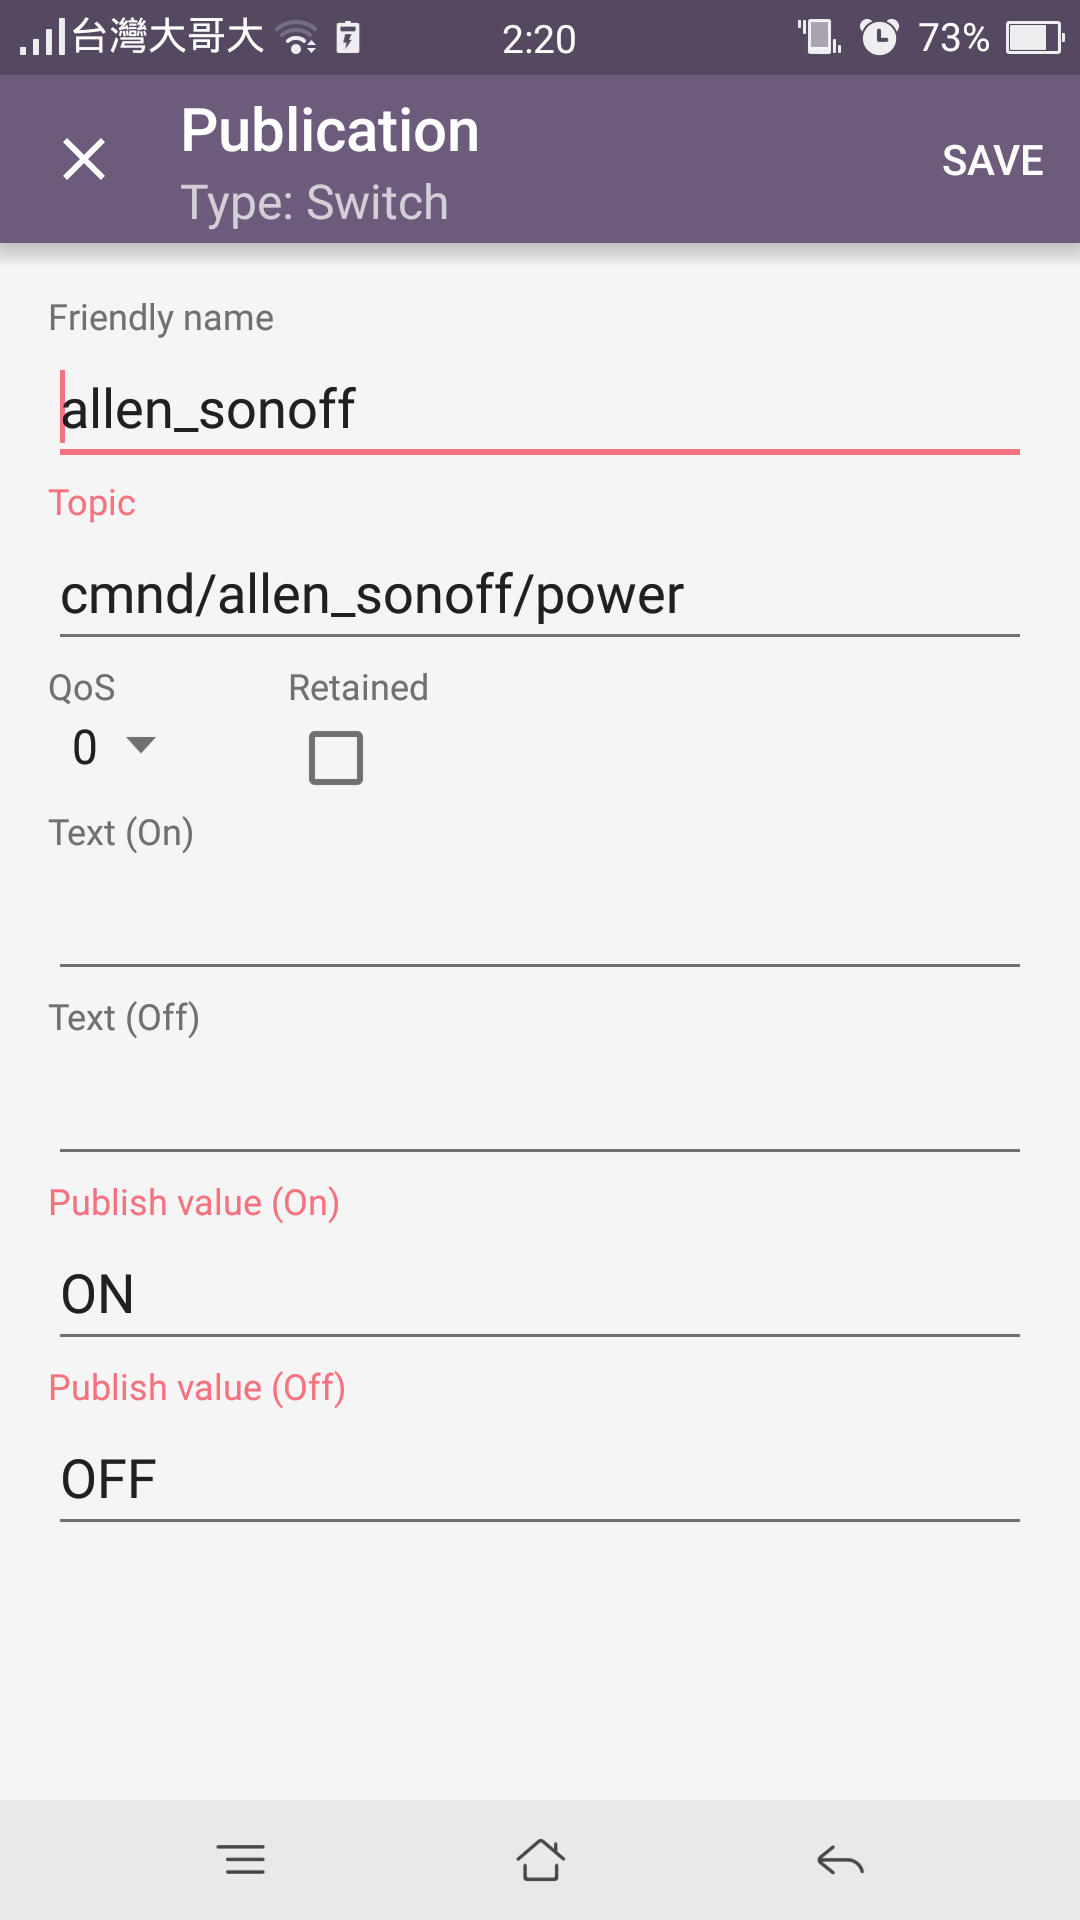 台灣大哥大 2:20 73%
Publication
Type: Switch
SAVE
Friendly name
allen_sonoff
Topic
cmnd/allen_sonoff/power
QoS Retained
0
Text (On)
Text (Off)
Publish value (On)
ON
Publish value (Off)
OFF